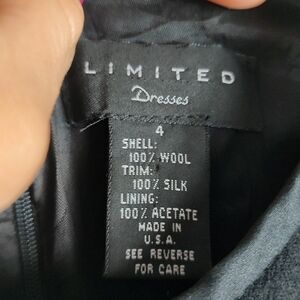 LIMITED
Dresses
4
SHELL:
100% WOOL
TRIM:
100% SILK
LINING:
100% ACETATE
MADE IN
U.S.A.
SEE REVERSE
FOR CARE